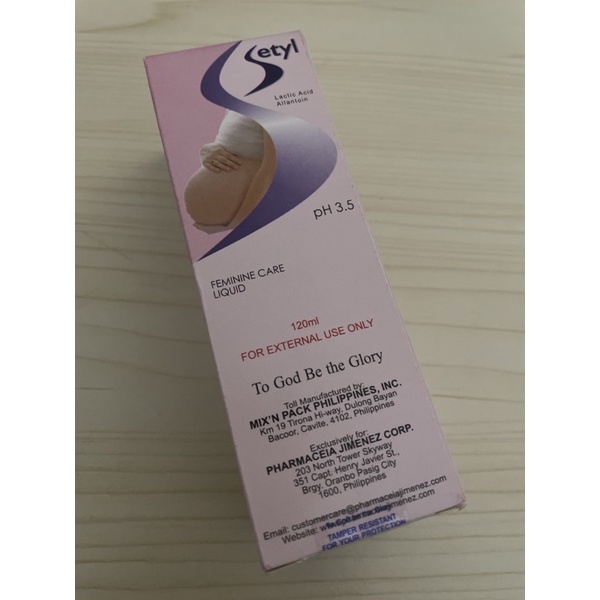 Setyl
Lactic Acid
Allantoin
pH 3.5
FEMININE CARE
LIQUID
120ml
FOR EXTERNAL USE ONLY
To God Be the Glory
Toll Manufactured by:
MIX'N PACK PHILIPPINES, INC.
Km 19 Tirona Hi-way, Dulong Bayan
Bacoor, Cavite, 4102, Philippines
Exclusively for:
PHARMACEIA JIMENEZ CORP.
203 North Tower Skyway
351 Capt. Henry Javier St.,
Brgy. Oranbo Pasig City
1600, Philippines
Email: customercare@pharmaceiajimenez.com
Website:
TAMPER RESISTANT
FOR YOUR PROTECTION